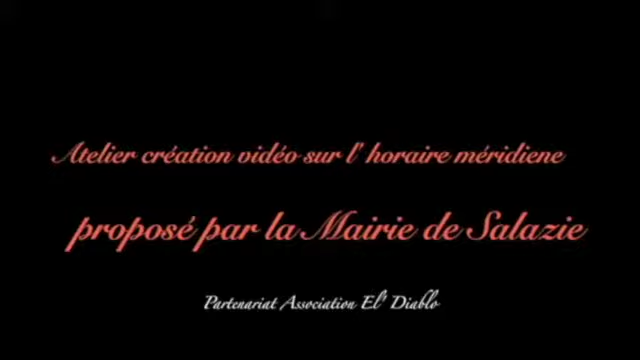 Atelier création vidéo sur l' horaire méridiene
proposé par la Mairie de Salazie
Partenariat Association El' Diablo